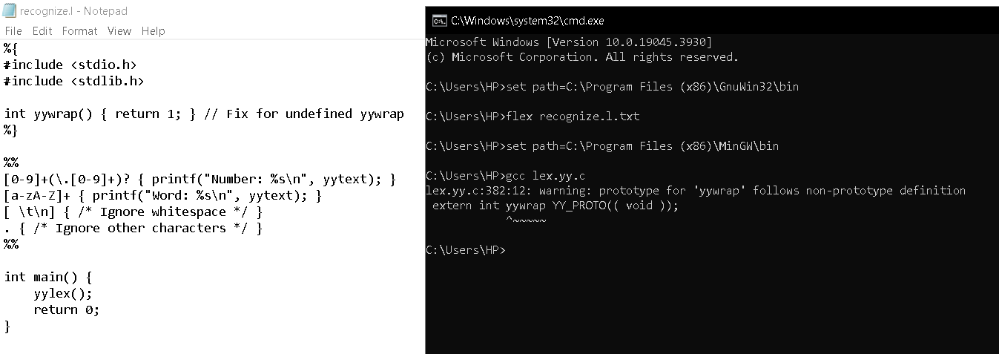 recognize.l - Notepad
File Edit Format View Help
%{
#include <stdio.h>
#include <stdlib.h>
int yywrap() { return 1; } // Fix for undefined yywrap
%}
%%
[0-9]+(\.[0-9]+)? { printf("Number: %s\n", yytext); }
[a-zA-Z]+ { printf("Word: %s\n", yytext); }
[ \t\n] { /* Ignore whitespace */ }
. { /* Ignore other characters */ }
%%
int main() {
    yylex();
    return 0;
}
C:\Windows\system32\cmd.exe
Microsoft Windows [Version 10.0.19045.3930]
(c) Microsoft Corporation. All rights reserved.
C:\Users\HP>set path=C:\Program Files (x86)\GnuWin32\bin
C:\Users\HP>flex recognize.l.txt
C:\Users\HP>set path=C:\Program Files (x86)\MinGW\bin
C:\Users\HP>gcc lex.yy.c
lex.yy.c:382:12: warning: prototype for 'yywrap' follows non-prototype definition
 extern int yywrap YY_PROTO(( void ));
            ^~~~~~
C:\Users\HP>